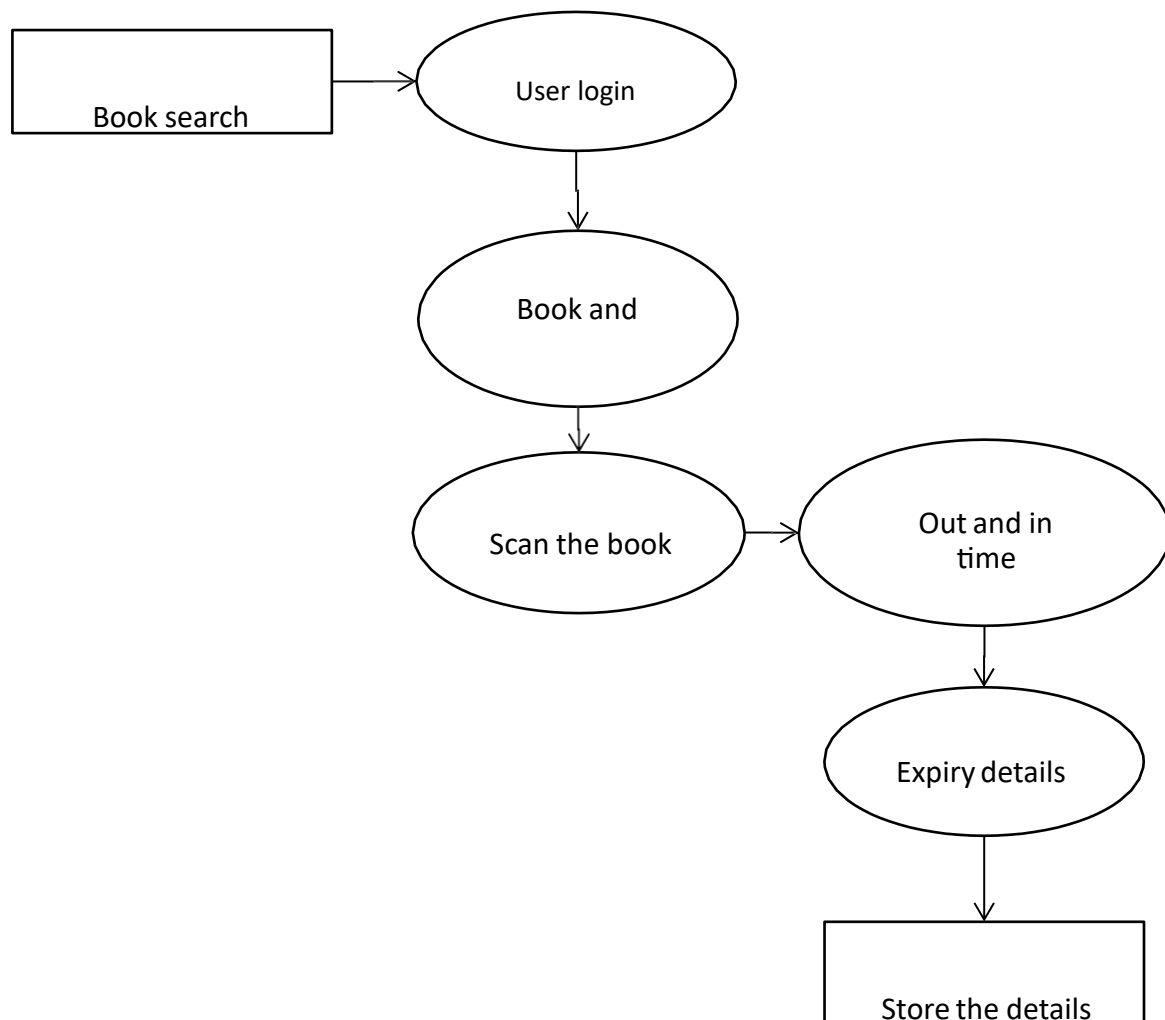 Book search
User login
Book and
Scan the book
Out and in
time
Expiry details
Store the details